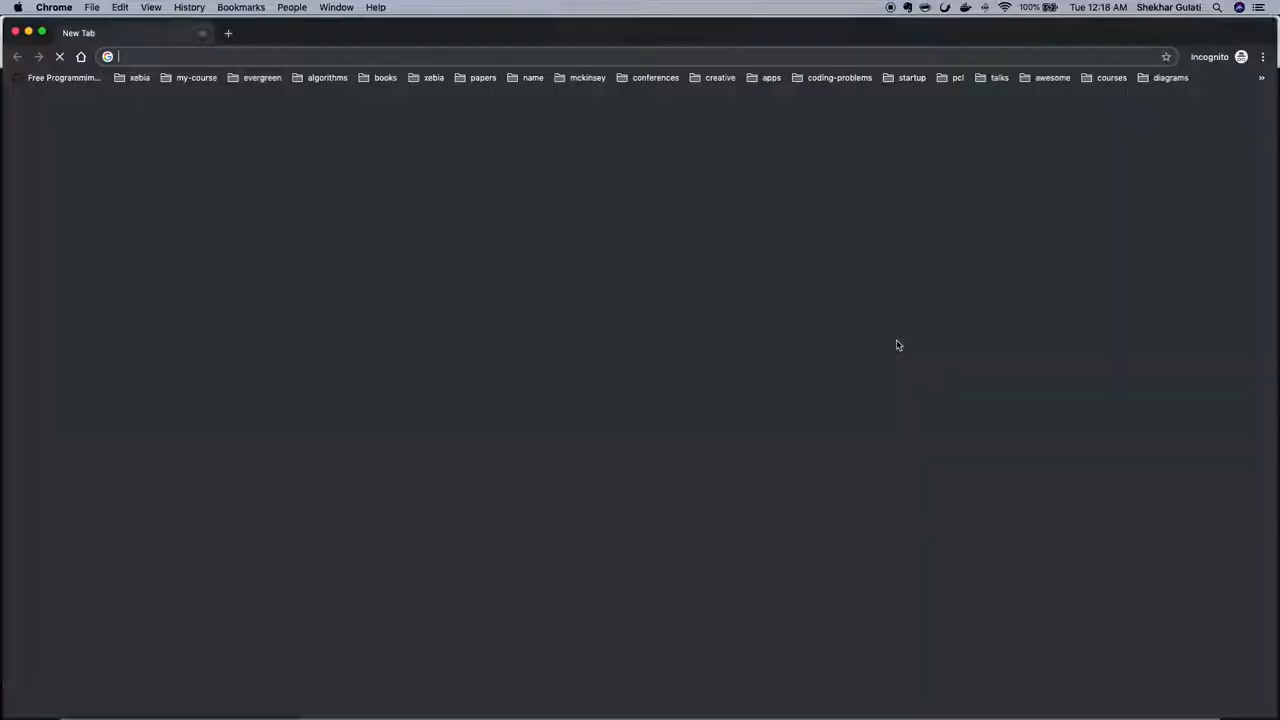 Chrome File Edit View History Bookmarks People Window Help 100% Tue 12:18 AM Shekhar Gulati
New Tab
Incognito
Free Programmim... xebia my-course evergreen algorithms books xebia papers name mckinsey conferences creative apps coding-problems startup pcl talks awesome courses diagrams »